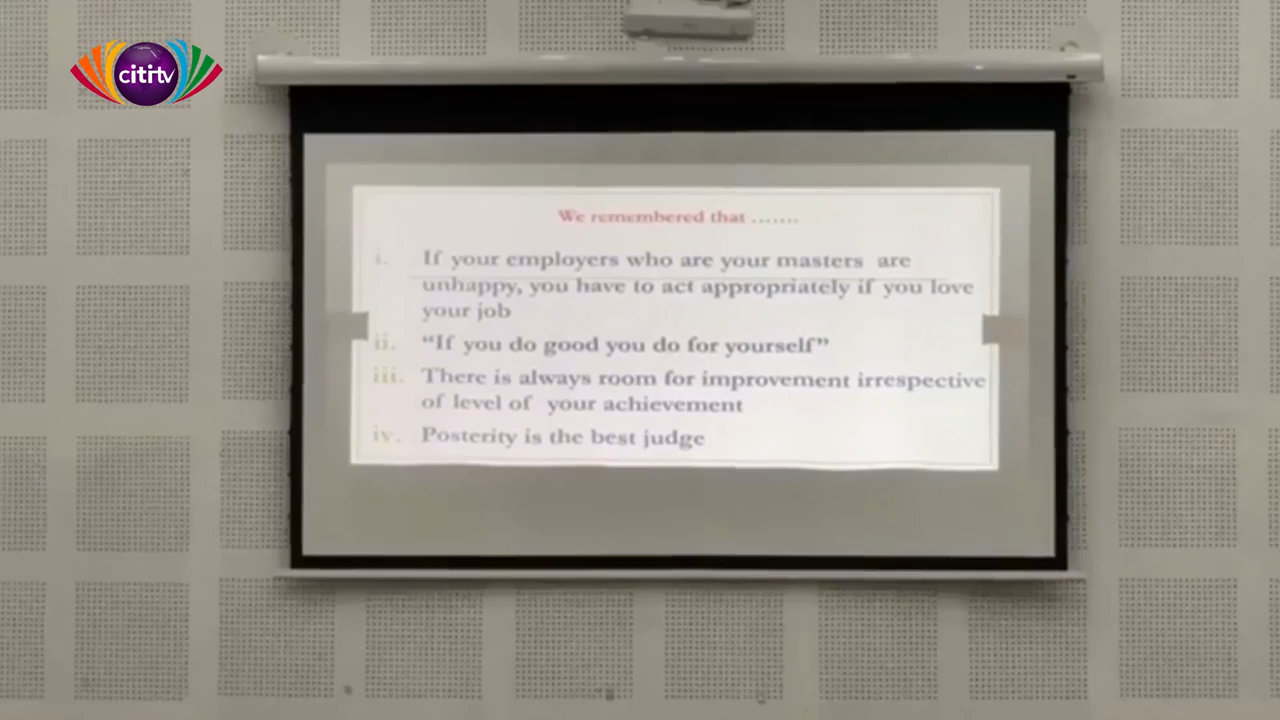 citi tv
We remembered that .......
i. If your employers who are your masters are
unhappy, you have to act appropriately if you love
your job
ii. “If you do good you do for yourself”
iii. There is always room for improvement irrespective
of level of your achievement
iv. Posterity is the best judge